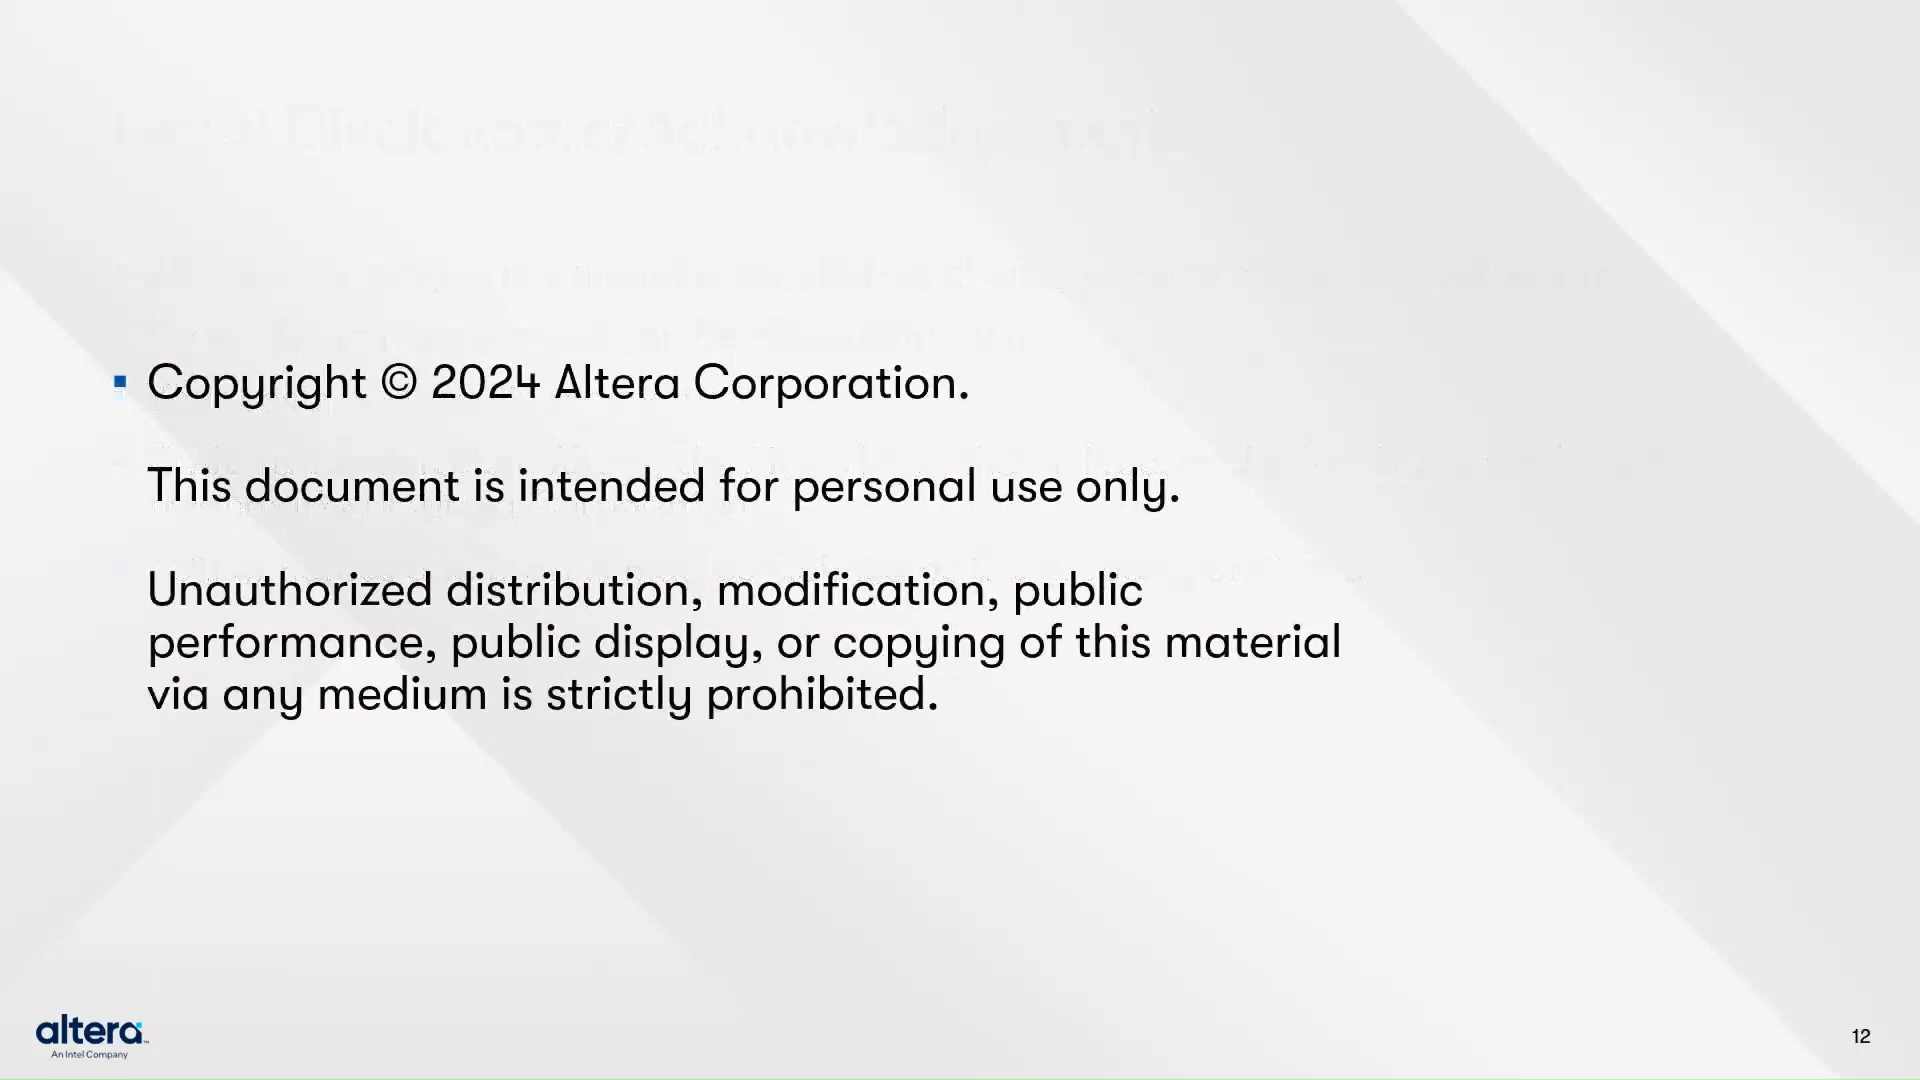 Copyright © 2024 Altera Corporation.
This document is intended for personal use only.
Unauthorized distribution, modification, public
performance, public display, or copying of this material
via any medium is strictly prohibited.
altera™
An Intel Company
12